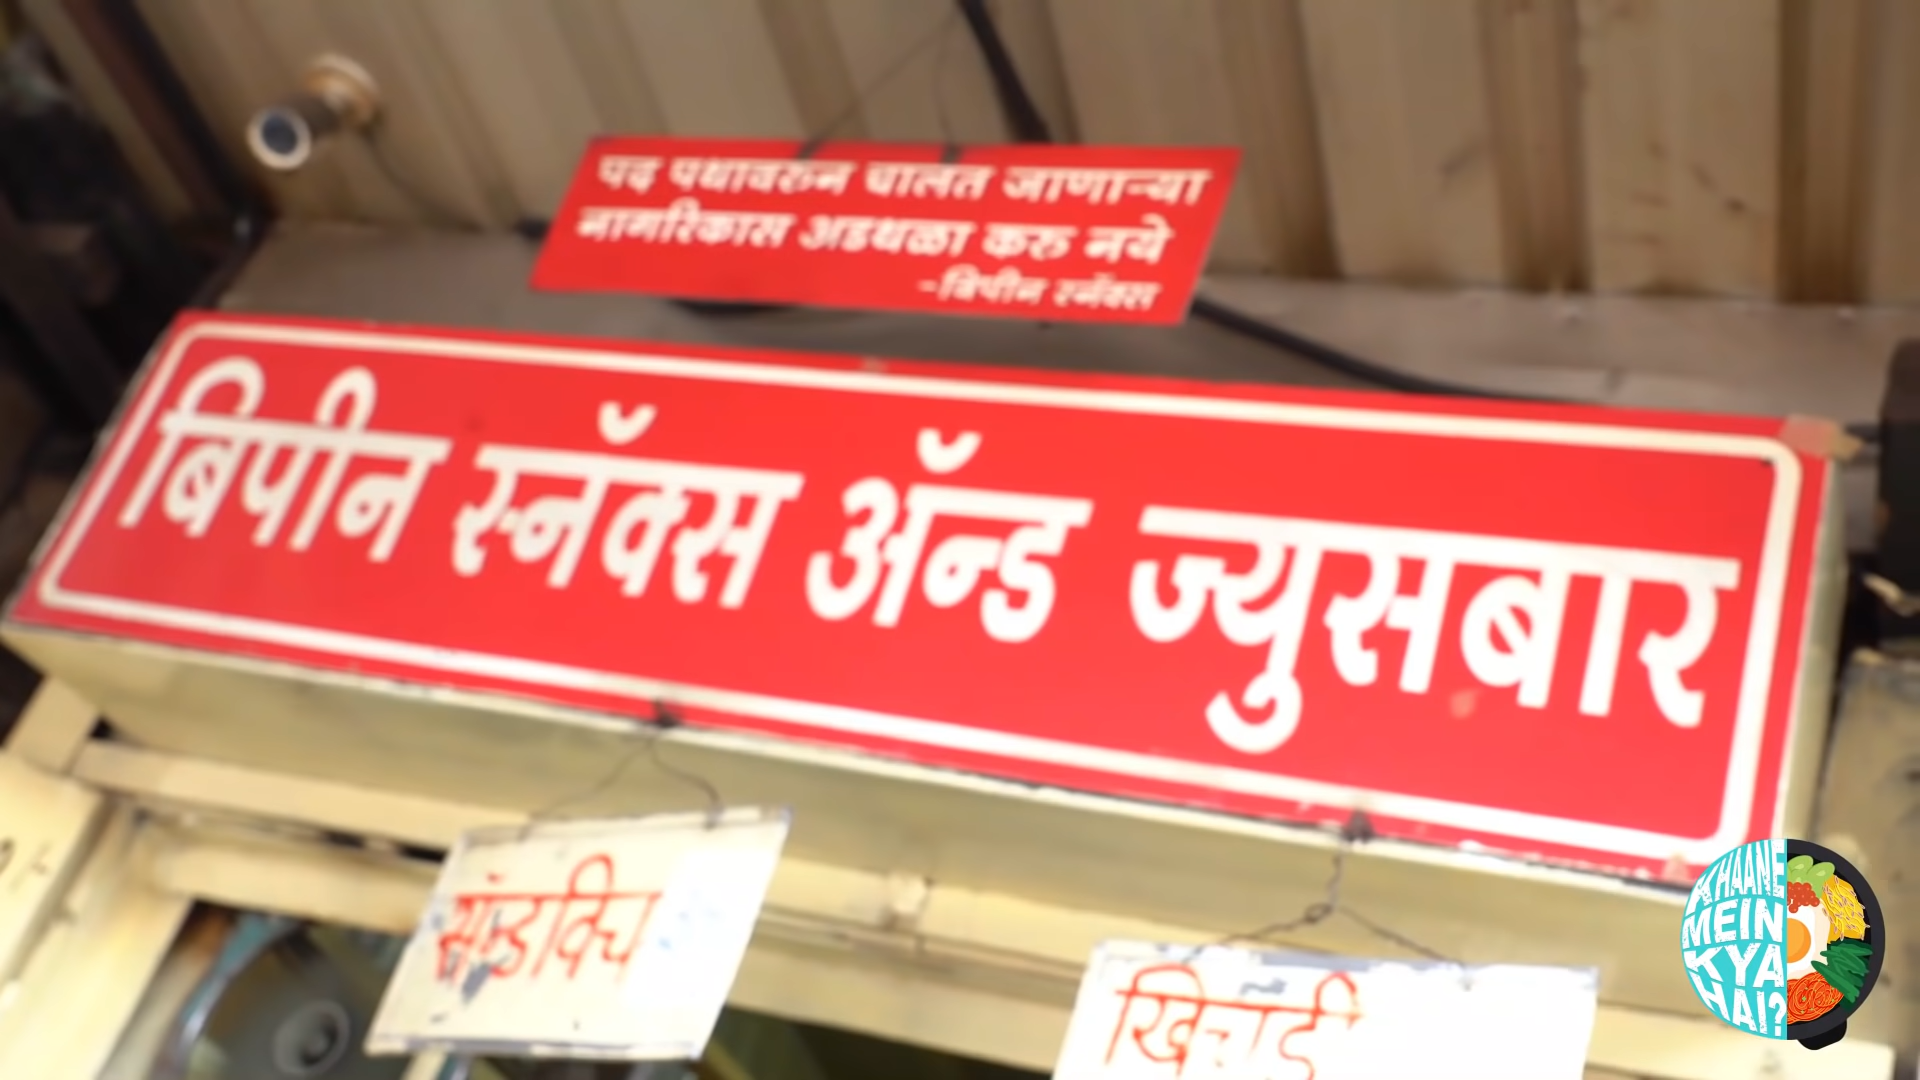 पद पथावरुन चालत जाणाऱ्या
नागरिकास अडथळा करु नये
-बिपीन स्नॅक्स
बिपीन स्नॅक्स अ‍ॅन्ड ज्युसबार
सॅन्डविच
खिचडी
KHAANE
MEIN
KYA
HAI?